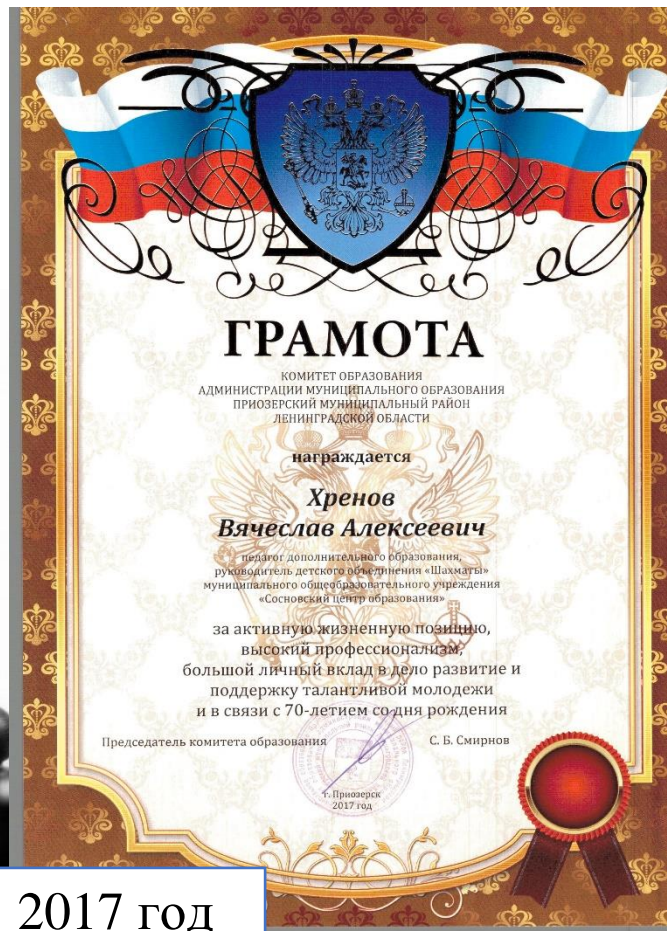 ГРАМОТА
КОМИТЕТ ОБРАЗОВАНИЯ
АДМИНИСТРАЦИИ МУНИЦИПАЛЬНОГО ОБРАЗОВАНИЯ
ПРИОЗЕРСКИЙ МУНИЦИПАЛЬНЫЙ РАЙОН
ЛЕНИНГРАДСКОЙ ОБЛАСТИ
награждается
Хренов
Вячеслав Алексеевич
педагог дополнительного образования,
руководитель детского объединения «Шахматы»
муниципального общеобразовательного учреждения
«Сосновский центр образования»
за активную жизненную позицию,
высокий профессионализм,
большой личный вклад в дело развитие и
поддержку талантливой молодежи
и в связи с 70-летием со дня рождения
Председатель комитета образования С. Б. Смирнов
г. Приозерск
2017 год
2017 год